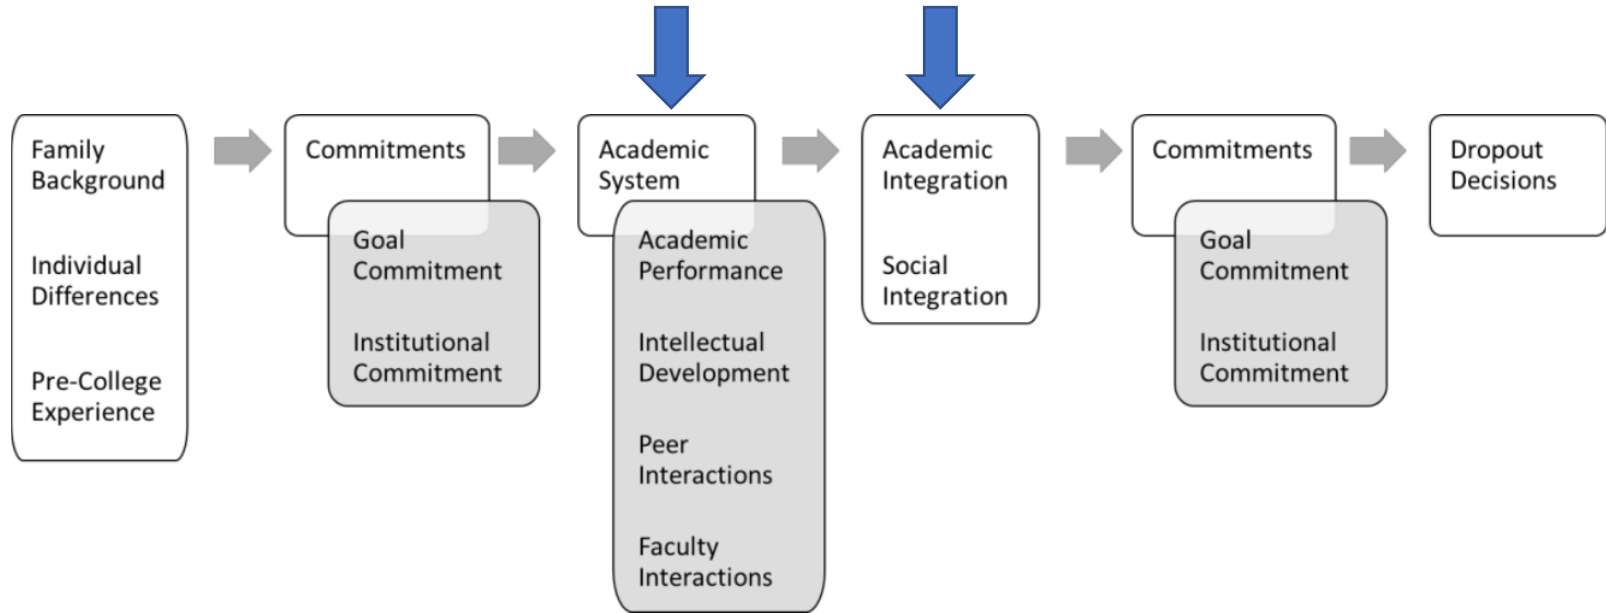 Family
Background
Individual
Differences
Pre-College
Experience
Commitments
Goal
Commitment
Institutional
Commitment
Academic
System
Academic
Performance
Intellectual
Development
Peer
Interactions
Faculty
Interactions
Academic
Integration
Social
Integration
Commitments
Goal
Commitment
Institutional
Commitment
Dropout
Decisions